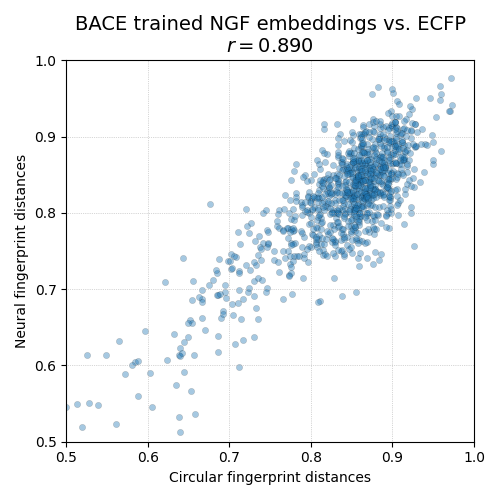 BACE trained NGF embeddings vs. ECFP
r = 0.890
1.0
0.9
0.8
0.7
0.6
0.5
Neural fingerprint distances
0.5 0.6 0.7 0.8 0.9 1.0
Circular fingerprint distances